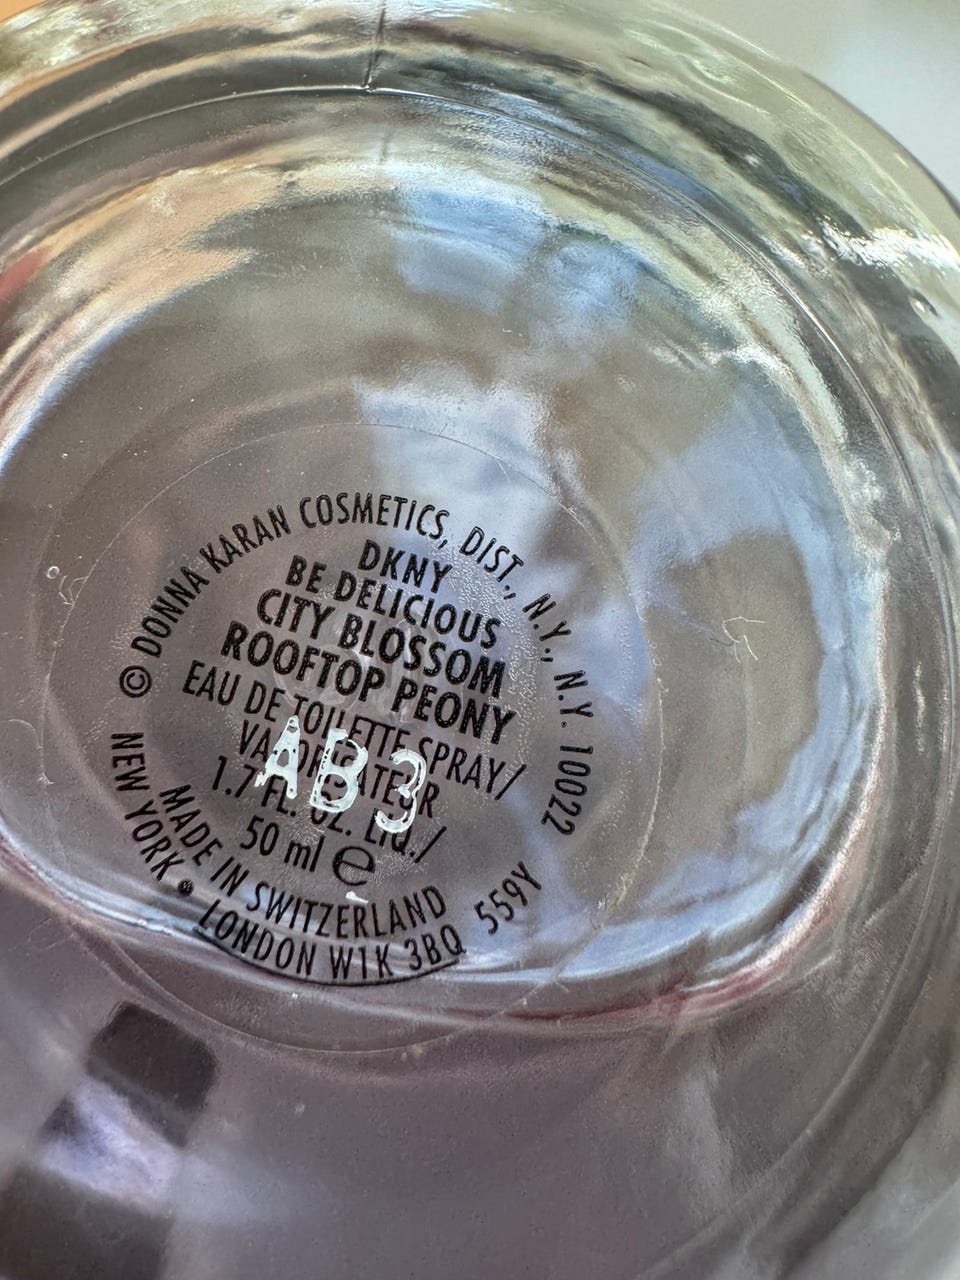 © DONNA KARAN COSMETICS, DIST., N.Y., N.Y. 10022
DKNY
BE DELICIOUS
CITY BLOSSOM
ROOFTOP PEONY
EAU DE TOILETTE SPRAY/
VAPORISATEUR
1.7 FL. OZ. LIQ./
50 ml ℮
AB3
MADE IN SWITZERLAND
NEW YORK • LONDON W1K 3BQ 559Y